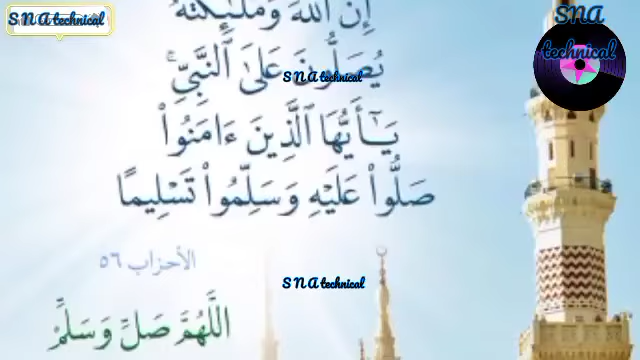 S N A technical
SNA
technical
إِنَّ ٱللَّهَ وَمَلَٰٓئِكَتَهُۥ
يُصَلُّونَ عَلَى ٱلنَّبِىِّ ۚ
S N A technical
يَٰٓأَيُّهَا ٱلَّذِينَ ءَامَنُوا۟
صَلُّوا۟ عَلَيْهِ وَسَلِّمُوا۟ تَسْلِيمًا
الأحزاب ٥٦
S N A technical
اللَّهُمَّ صَلِّ وَسَلِّمْ